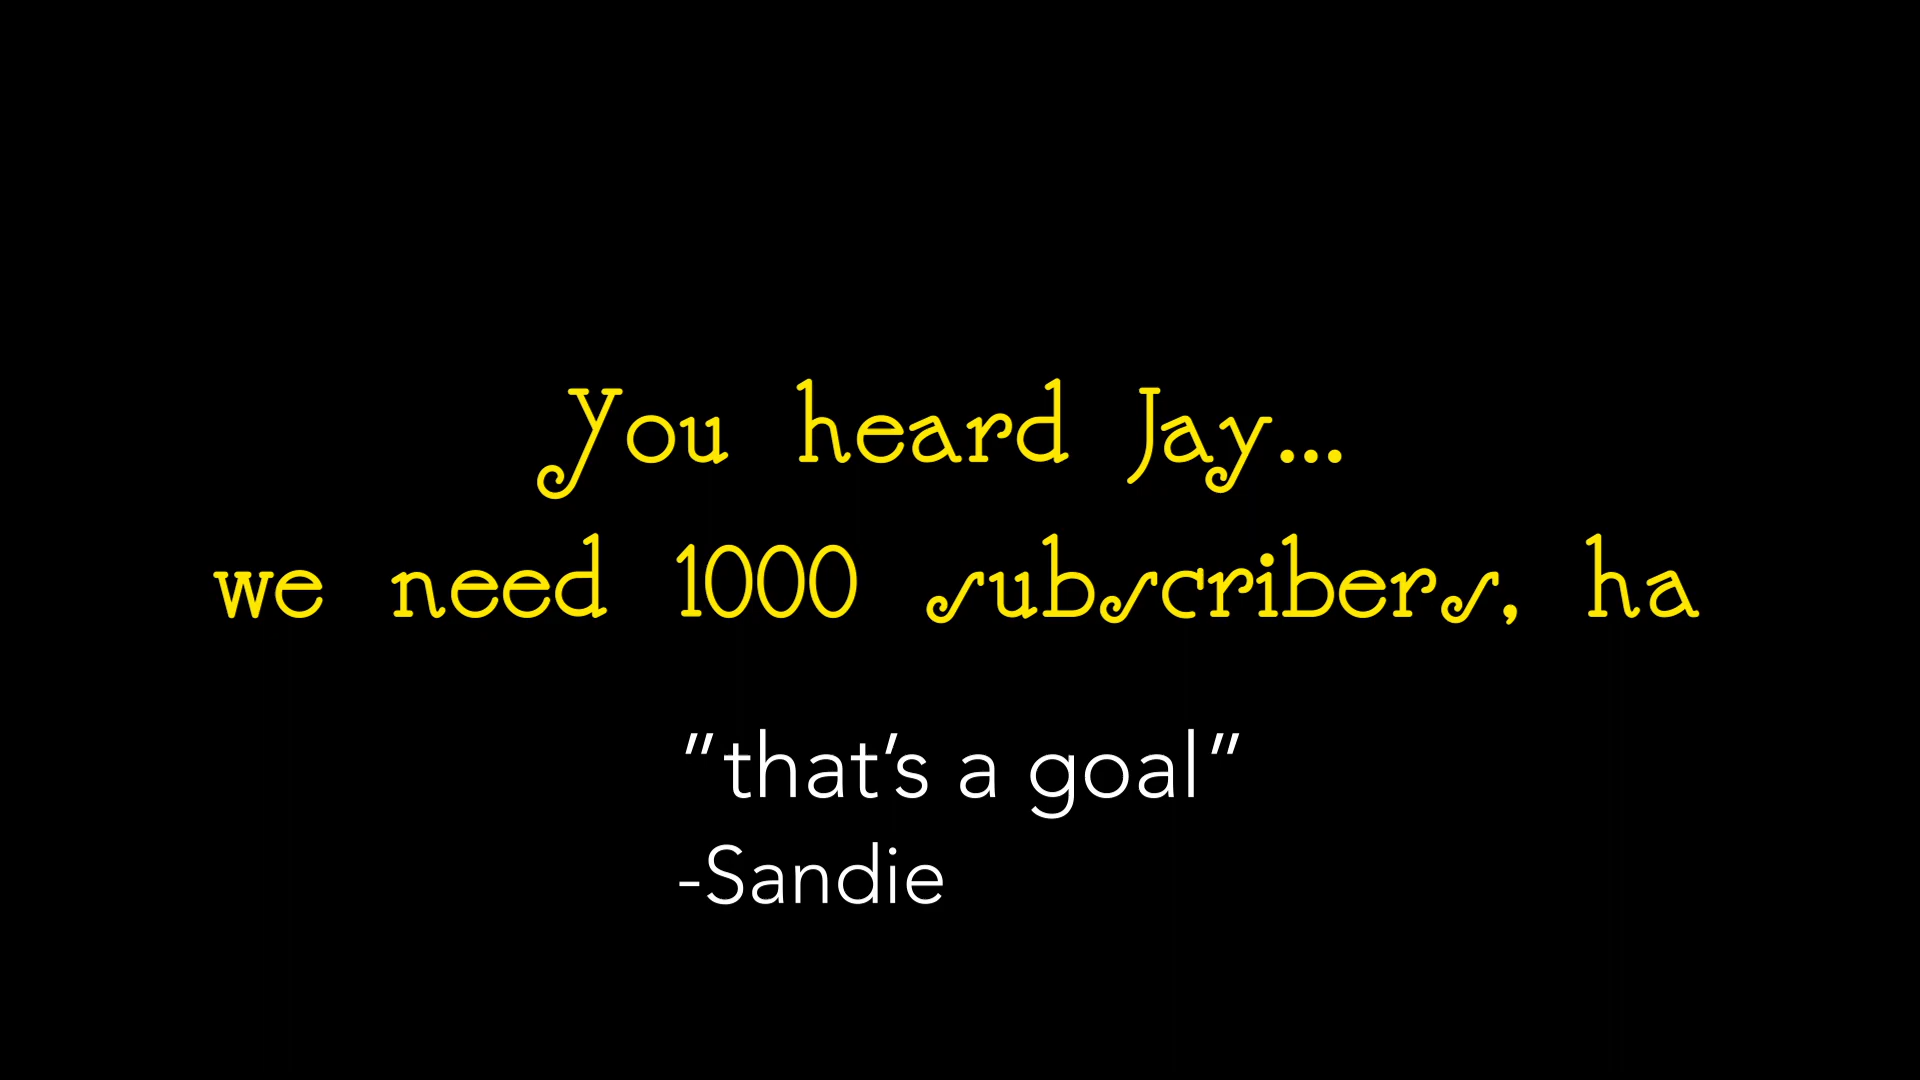 You heard Jay...
we need 1000 subscribers, ha
"that's a goal"
-Sandie